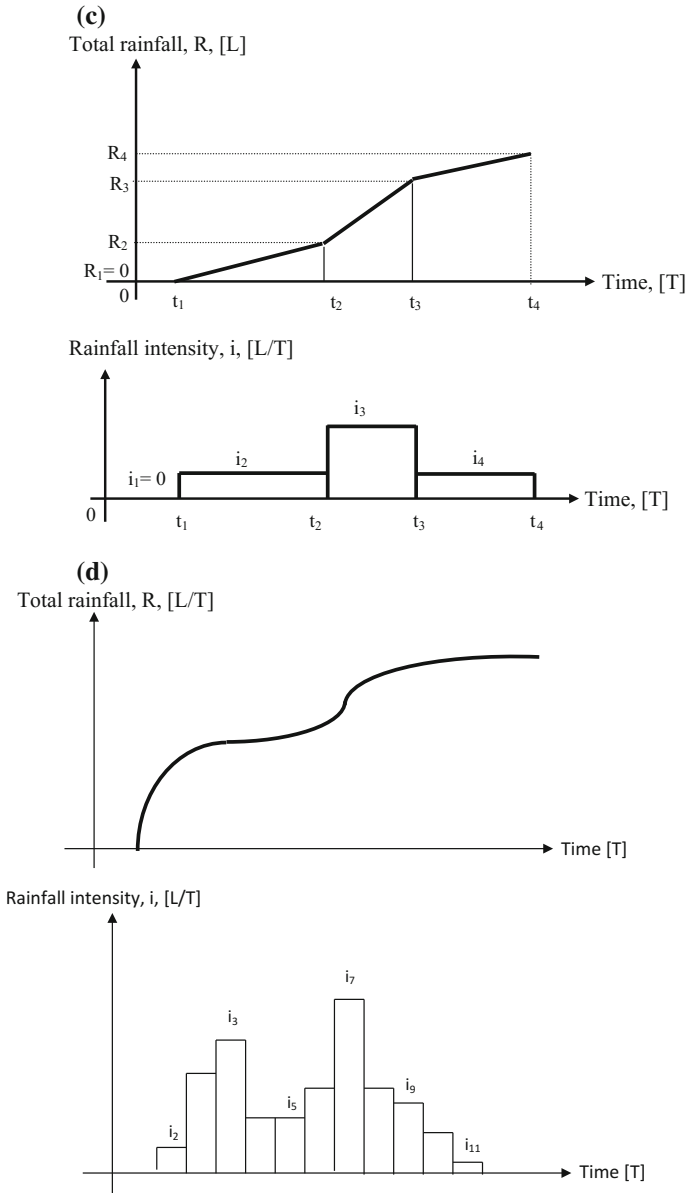 (c)
Total rainfall, R, [L]
R₄
R₃
R₂
R₁= 0
0
t₁ t₂ t₃ t₄ Time, [T]
Rainfall intensity, i, [L/T]
i₃
i₂ i₄
i₁= 0
0
t₁ t₂ t₃ t₄ Time, [T]
(d)
Total rainfall, R, [L/T]
Time [T]
Rainfall intensity, i, [L/T]
i₇
i₃
i₅ i₉
i₂ i₁₁
Time [T]